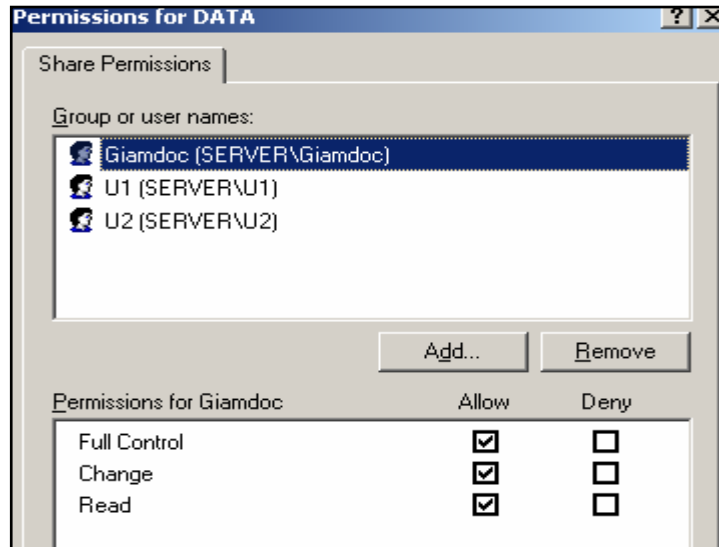 Permissions for DATA
Share Permissions
Group or user names:
Giamdoc (SERVER\Giamdoc)
U1 (SERVER\U1)
U2 (SERVER\U2)
Add... Remove
Permissions for Giamdoc Allow Deny
Full Control
Change
Read